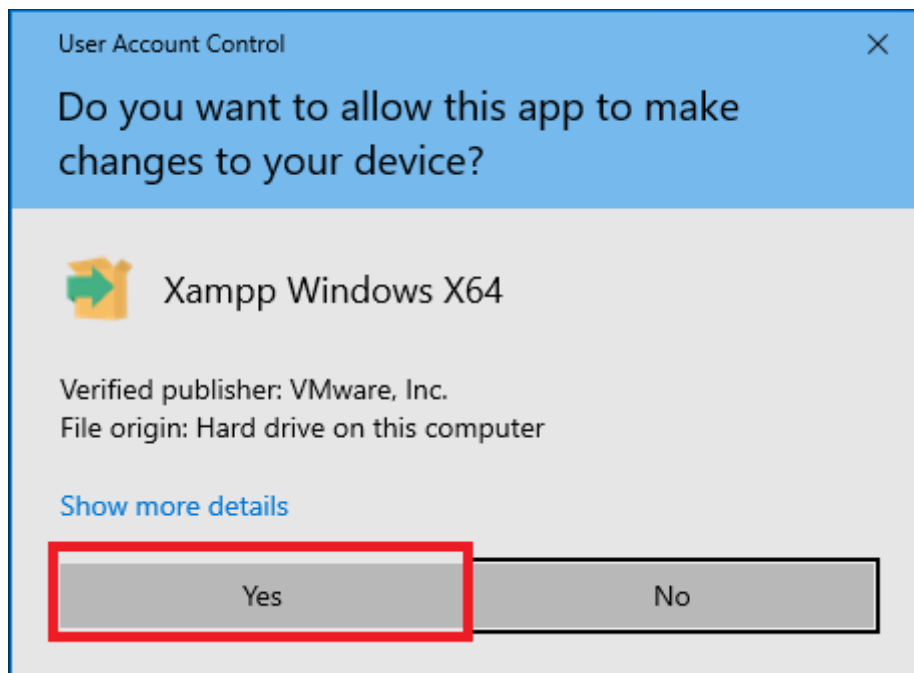 User Account Control
Do you want to allow this app to make
changes to your device?
Xampp Windows X64
Verified publisher: VMware, Inc.
File origin: Hard drive on this computer
Show more details
Yes
No